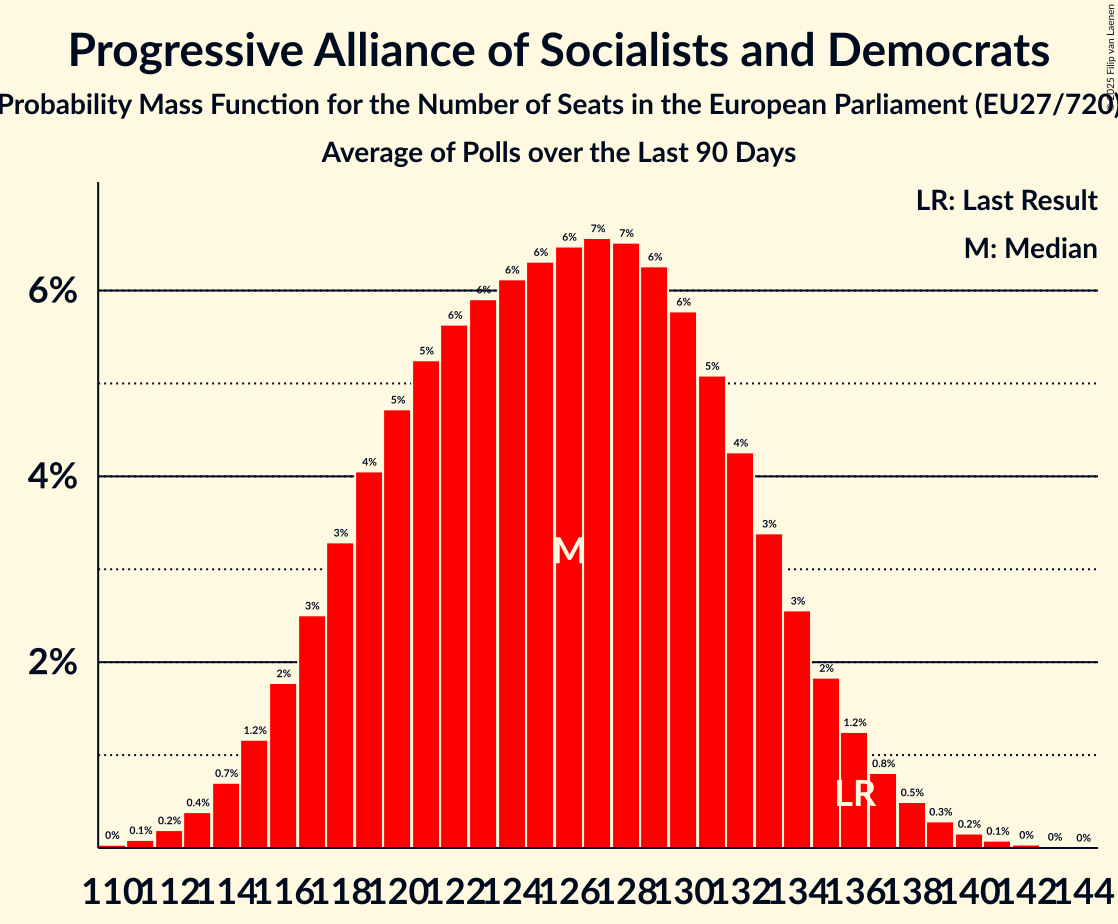 Progressive Alliance of Socialists and Democrats
Probability Mass Function for the Number of Seats in the European Parliament (EU27/720)
Average of Polls over the Last 90 Days
©2025 Filip van Laenen
LR: Last Result
M: Median
6%
4%
2%
0% 0.1% 0.2% 0.4% 0.7% 1.2% 2% 3% 3% 4% 5% 5% 6% 6% 6% 6% 6% 7% 7% 6% 6% 5% 4% 3% 3% 2% 1.2% 0.8% 0.5% 0.3% 0.2% 0.1% 0% 0% 0%
M
LR
110 112 114 116 118 120 122 124 126 128 130 132 134 136 138 140 142 144